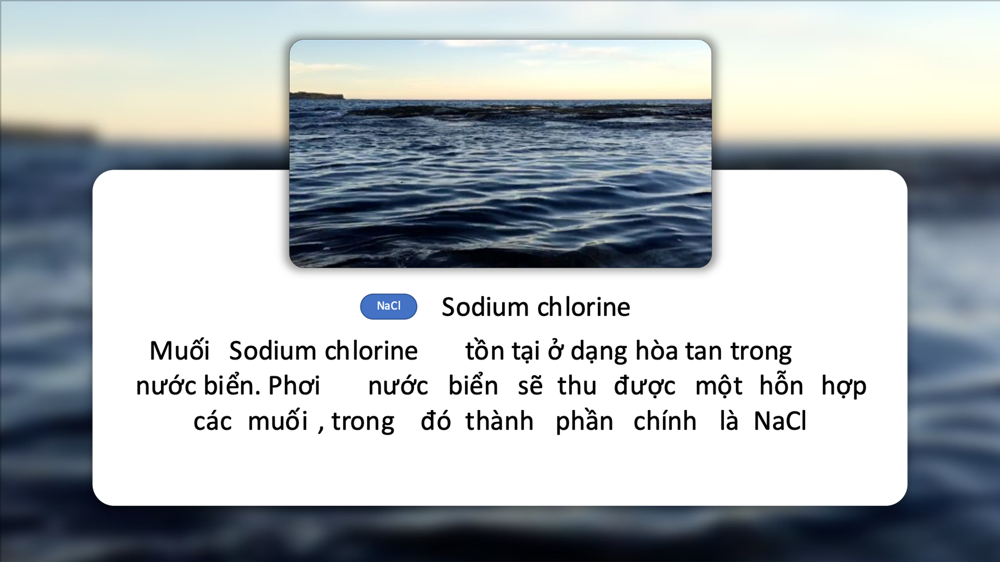 NaCl Sodium chlorine
Muối Sodium chlorine tồn tại ở dạng hòa tan trong
nước biển. Phơi nước biển sẽ thu được một hỗn hợp
các muối , trong đó thành phần chính là NaCl